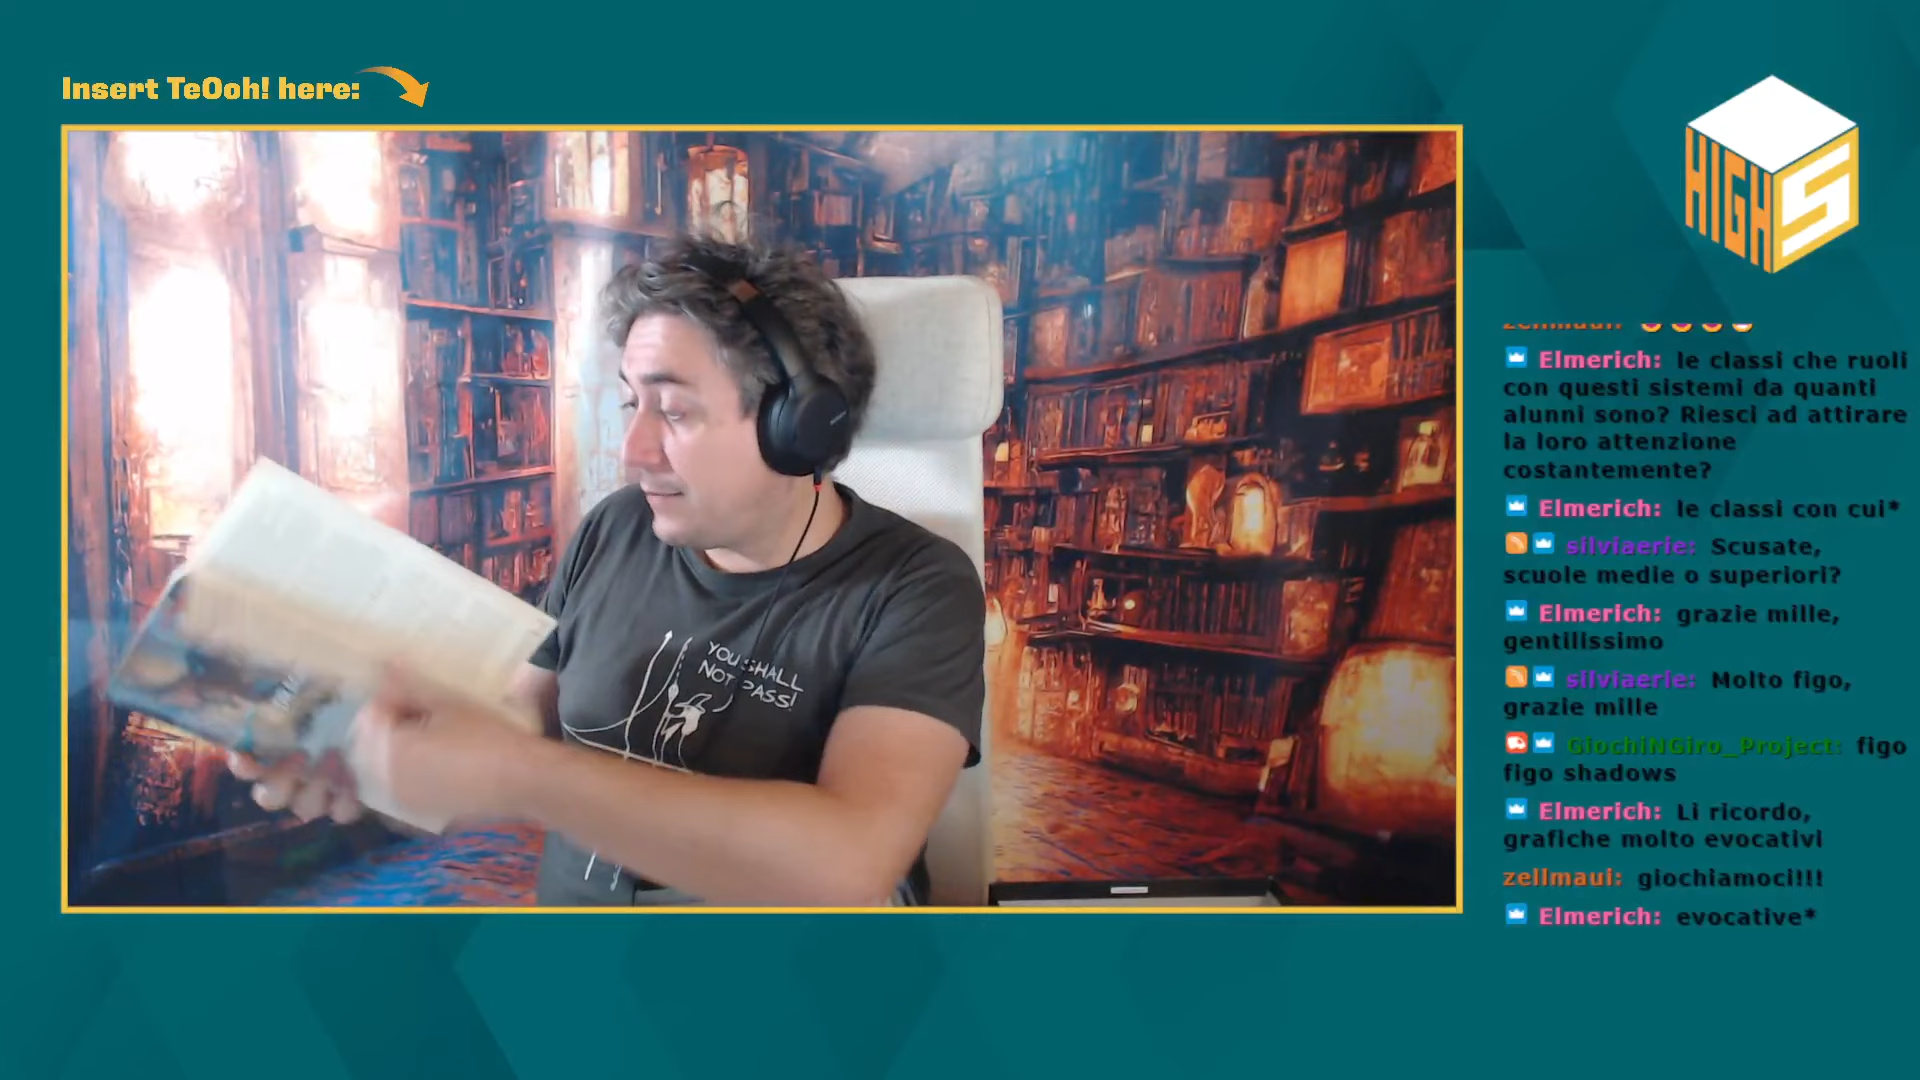 Insert TeOoh! here:
HIGH 5
YOU SHALL
NOT PASS!
zellmaui:
Elmerich: le classi che ruoli
con questi sistemi da quanti
alunni sono? Riesci ad attirare
la loro attenzione
costantemente?
Elmerich: le classi con cui*
silviaerie: Scusate,
scuole medie o superiori?
Elmerich: grazie mille,
gentilissimo
silviaerie: Molto figo,
grazie mille
GiochiNGiro_Project: figo
figo shadows
Elmerich: Li ricordo,
grafiche molto evocativi
zellmaui: giochiamoci!!!
Elmerich: evocative*